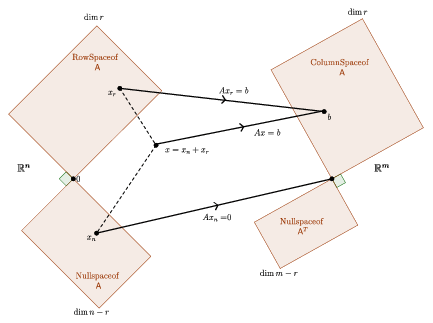 dim r
dim r
RowSpaceof
A
ColumnSpaceof
A
x_r
Ax_r = b
b
Ax = b
x = x_n + x_r
ℝ^n
0
ℝ^m
x_n
Ax_n =0
Nullspaceof
A^T
Nullspaceof
A
dim m − r
dim n − r